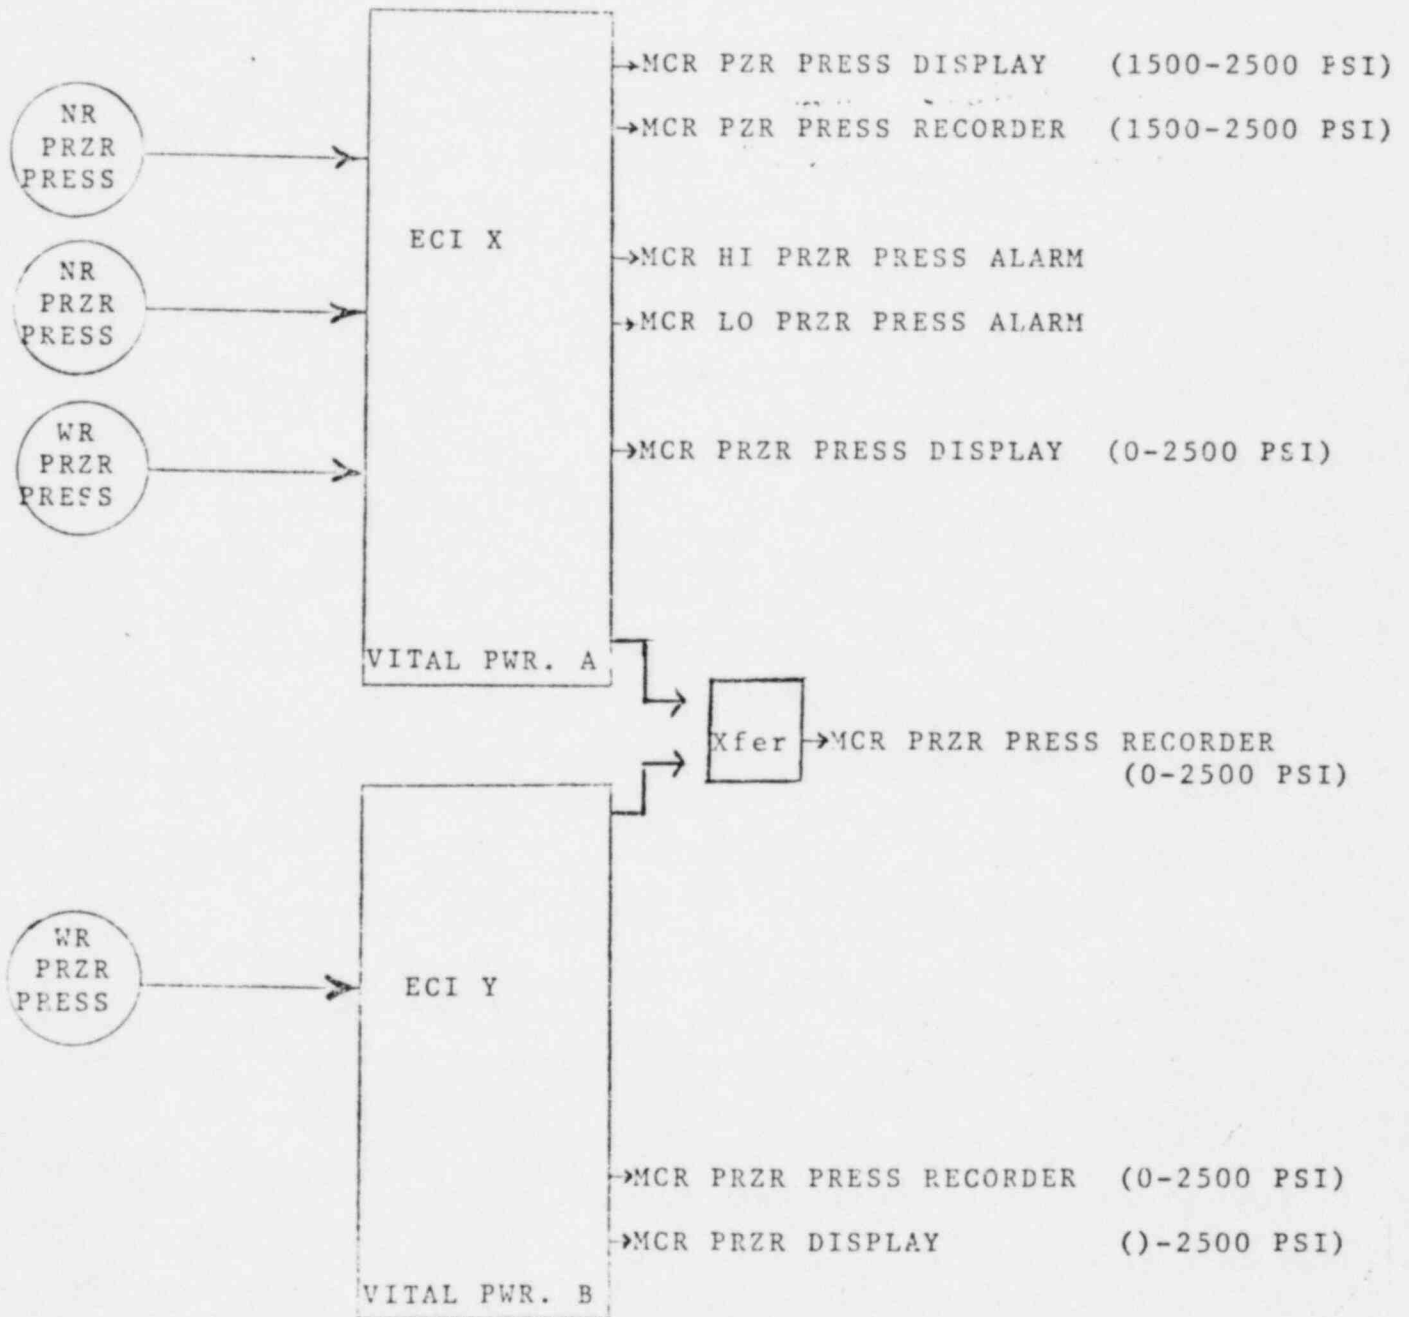 MCR PZR PRESS DISPLAY (1500-2500 PSI)
NR
PRZR
PRESS
MCR PZR PRESS RECORDER (1500-2500 PSI)
ECI X
MCR HI PRZR PRESS ALARM
NR
PRZR
PRESS
MCR LO PRZR PRESS ALARM
WR
PRZR
PRESS
MCR PRZR PRESS DISPLAY (0-2500 PSI)
VITAL PWR. A
Xfer
MCR PRZR PRESS RECORDER
(0-2500 PSI)
WR
PRZR
PRESS
ECI Y
MCR PRZR PRESS RECORDER (0-2500 PSI)
MCR PRZR DISPLAY ()-2500 PSI)
VITAL PWR. B